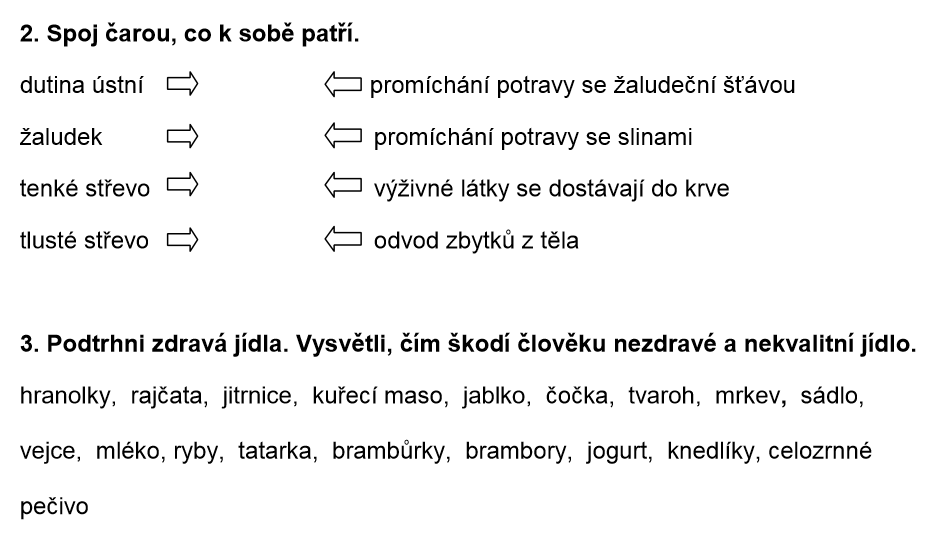 2. Spoj čarou, co k sobě patří.
dutina ústní promíchání potravy se žaludeční šťávou
žaludek promíchání potravy se slinami
tenké střevo výživné látky se dostávají do krve
tlusté střevo odvod zbytků z těla
3. Podtrhni zdravá jídla. Vysvětli, čím škodí člověku nezdravé a nekvalitní jídlo.
hranolky, rajčata, jitrnice, kuřecí maso, jablko, čočka, tvaroh, mrkev, sádlo,
vejce, mléko, ryby, tatarka, brambůrky, brambory, jogurt, knedlíky, celozrnné
pečivo